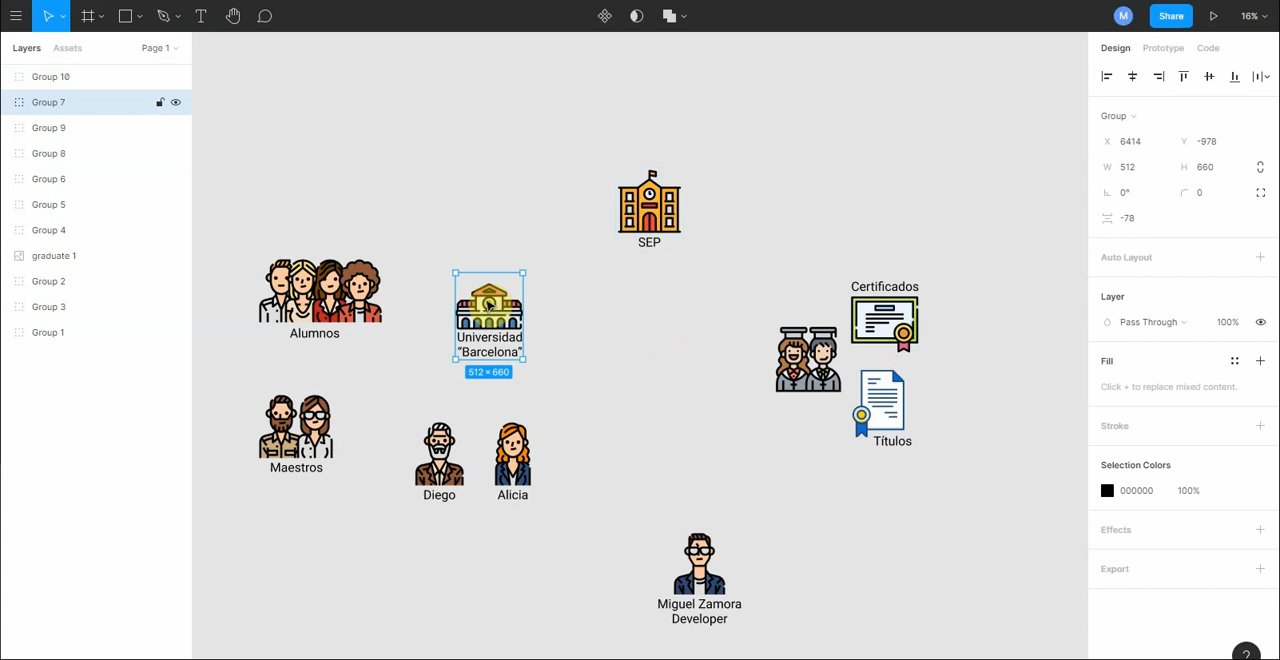 M
Share
16%
Layers
Assets
Page 1
Group 10
Group 7
Group 9
Group 8
Group 6
Group 5
Group 4
graduate 1
Group 2
Group 3
Group 1
SEP
Alumnos
Universidad
"Barcelona"
512 × 660
Certificados
Títulos
Maestros
Diego
Alicia
Miguel Zamora
Developer
Design
Prototype
Code
Group
X 6414 Y -978
W 512 H 660
0° 0
-78
Auto Layout
Layer
Pass Through 100%
Fill
Click + to replace mixed content.
Stroke
Selection Colors
000000 100%
Effects
Export
?